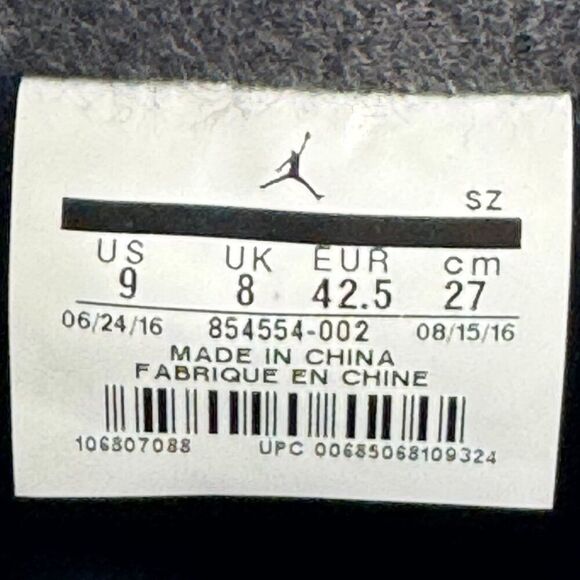 SZ
US UK EUR cm
9 8 42.5 27
06/24/16 854554-002 08/15/16
MADE IN CHINA
FABRIQUE EN CHINE
106807088 UPC 00685068109324